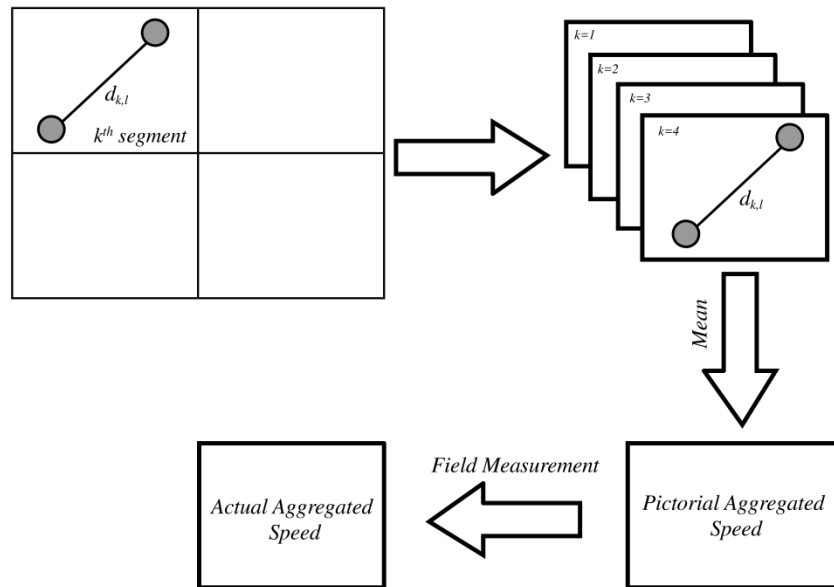 d_{k,l}
k^{th} segment
k=1
k=2
k=3
k=4
d_{k,l}
Mean
Field Measurement
Actual Aggregated
Speed
Pictorial Aggregated
Speed